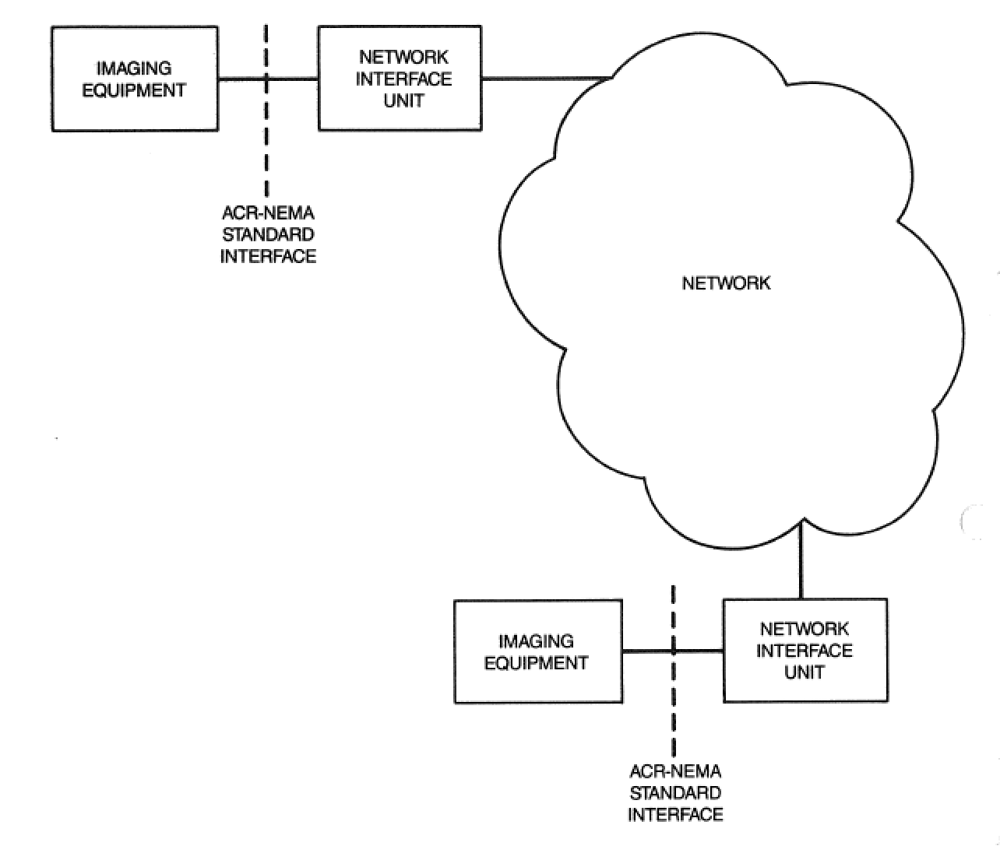 IMAGING
EQUIPMENT
NETWORK
INTERFACE
UNIT
ACR-NEMA
STANDARD
INTERFACE
NETWORK
IMAGING
EQUIPMENT
NETWORK
INTERFACE
UNIT
ACR-NEMA
STANDARD
INTERFACE